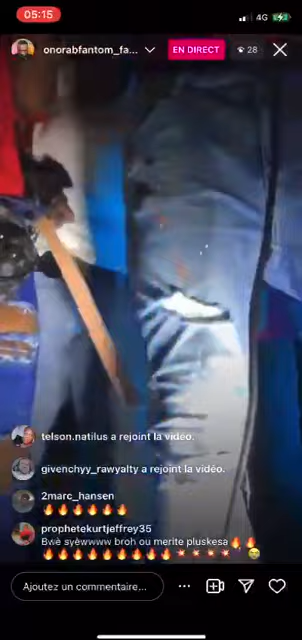 05:15
4G
onorabfantom_fa...
EN DIRECT
28
telson.natilus a rejoint la vidéo.
givenchyy_rawyalty a rejoint la vidéo.
2marc_hansen
🔥🔥🔥🔥🔥🔥
prophetekurtjeffrey35
Bwè syèwwww broh ou merite pluskesa🔥🔥
🔥🔥🔥🔥🔥🔥🔥🔥🔥🔥💥💥💥💥😭
Ajoutez un commentaire...